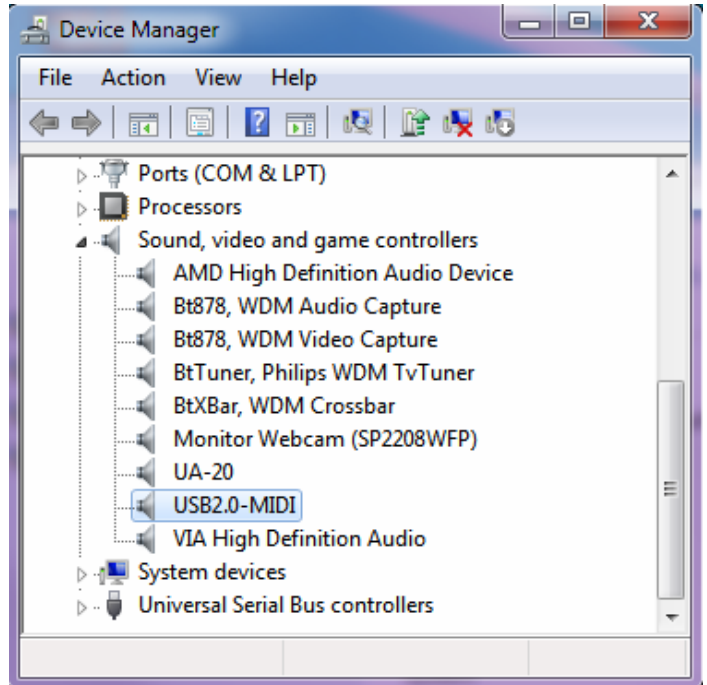 Device Manager
File Action View Help
Ports (COM & LPT)
Processors
Sound, video and game controllers
AMD High Definition Audio Device
Bt878, WDM Audio Capture
Bt878, WDM Video Capture
BtTuner, Philips WDM TvTuner
BtXBar, WDM Crossbar
Monitor Webcam (SP2208WFP)
UA-20
USB2.0-MIDI
VIA High Definition Audio
System devices
Universal Serial Bus controllers